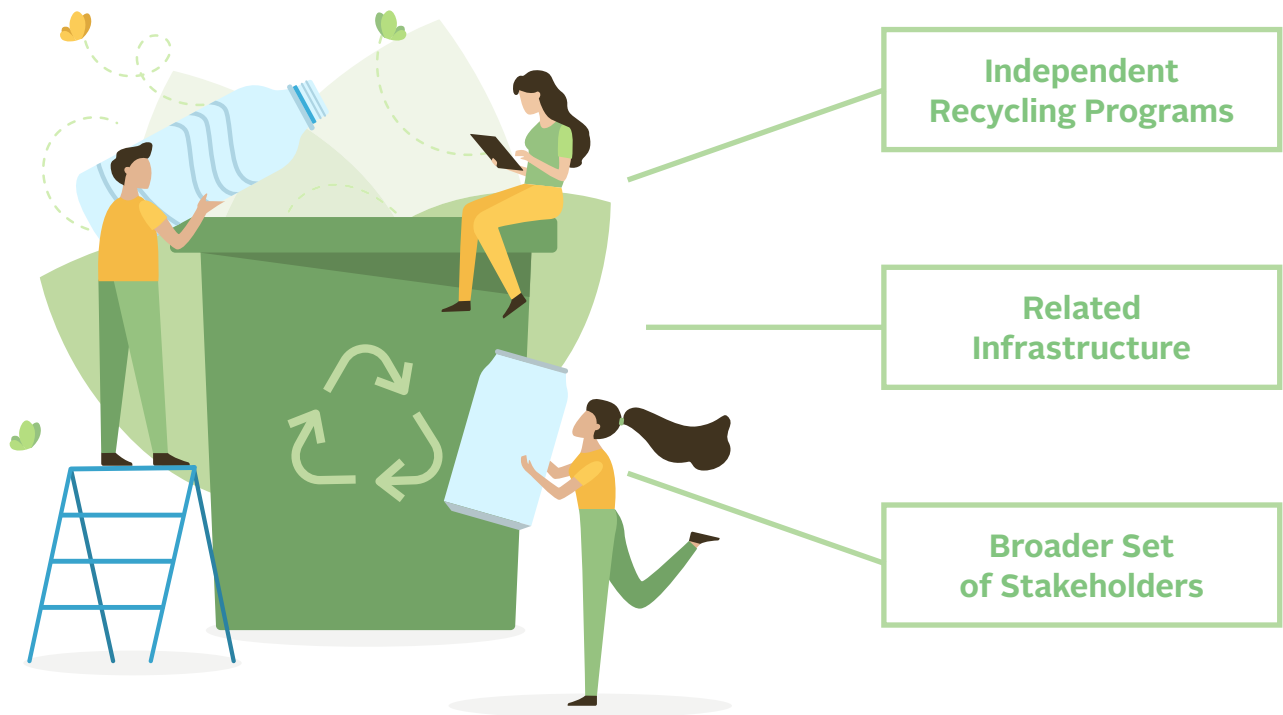 Independent
Recycling Programs
Related
Infrastructure
Broader Set
of Stakeholders